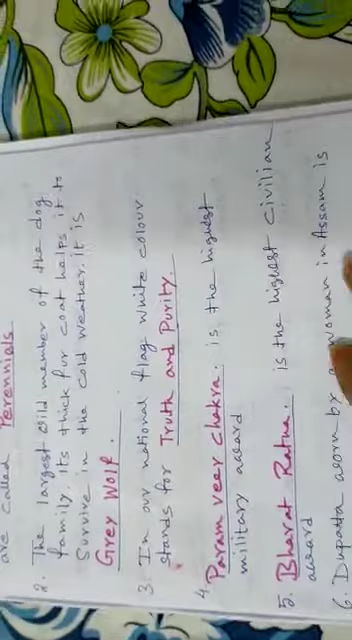 are called Perennials
2. The largest wild member of the dog
family. Its thick fur coat helps it to
Survive in the cold weather. It is
Grey Wolf.
3. In our national flag white colour
stands for Truth and Purity.
4. Param veer chakra. is the highest
military award
5. Bharat Ratna. is the highest civilian
award
6. Dupatta worn by woman in Assam is